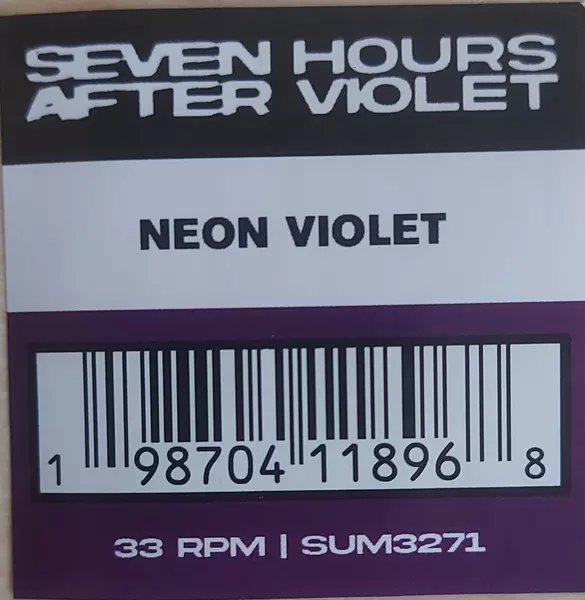 SEVEN HOURS
AFTER VIOLET
NEON VIOLET
1 98704 11896 8
33 RPM | SUM3271